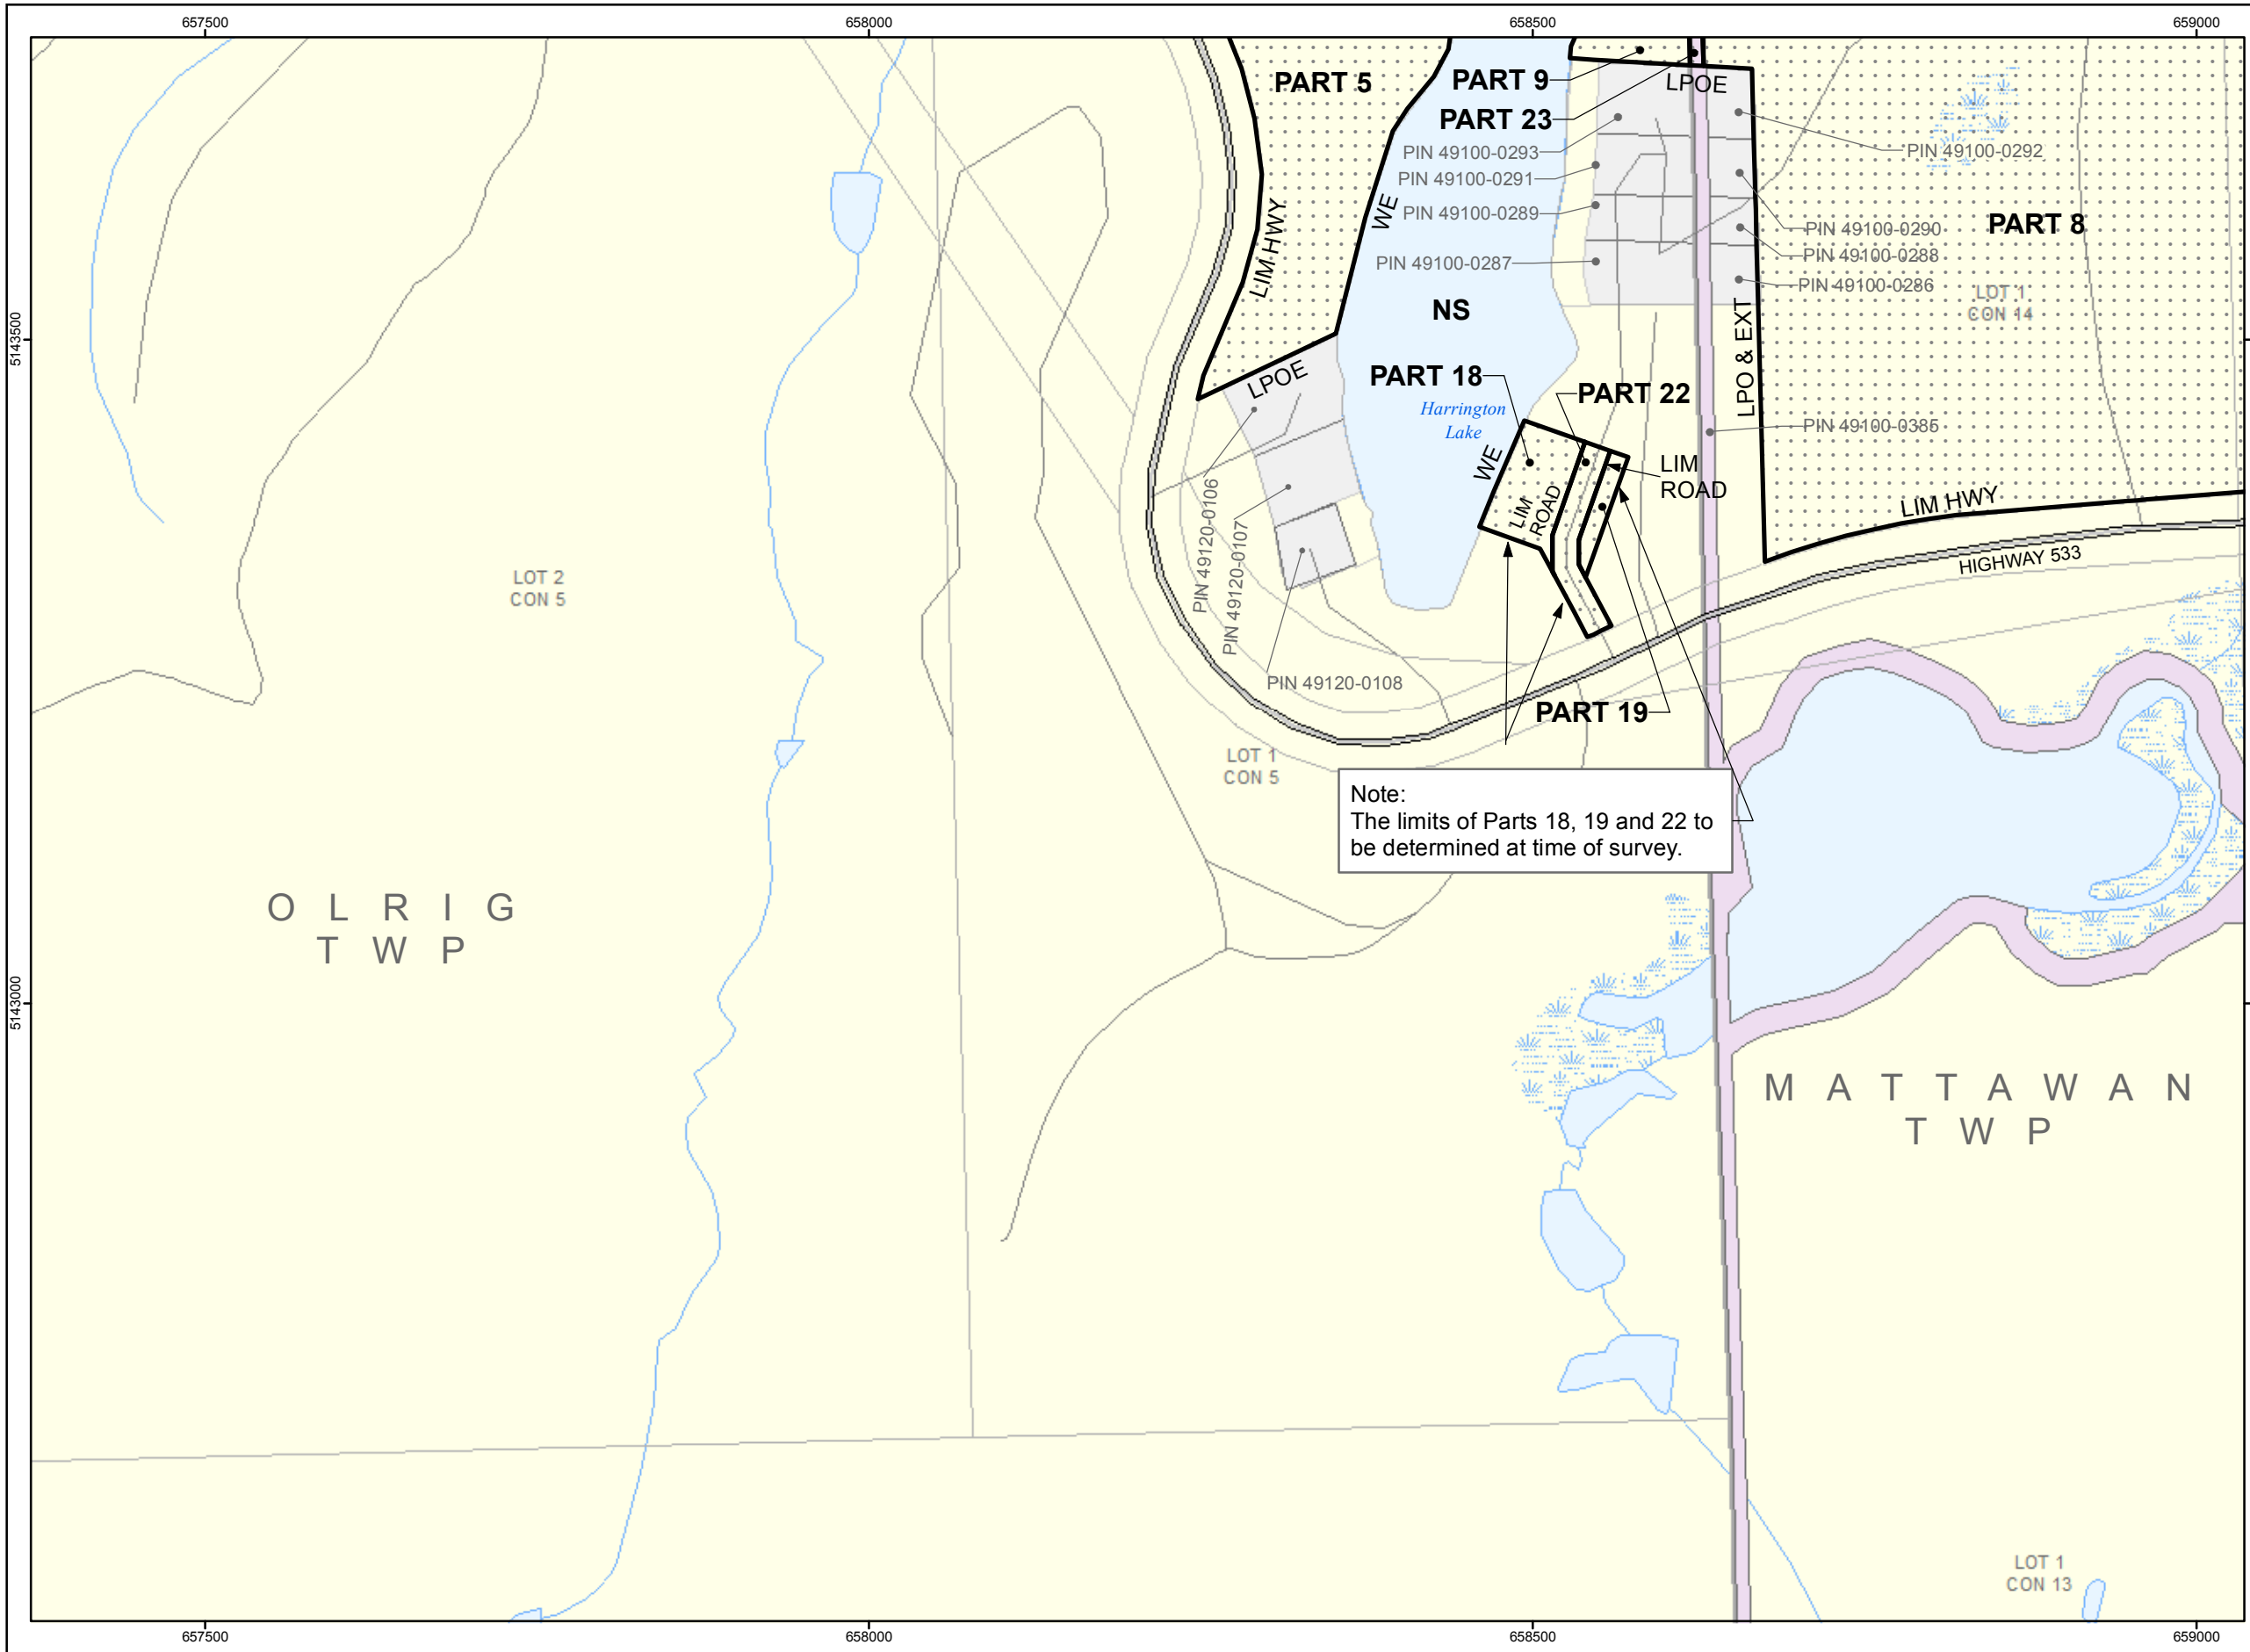 657500
658000
658500
659000
PART 5
PART 9
LPOE
PART 23
PIN 49100-0293
PIN 49100-0292
PIN 49100-0291
PIN 49100-0289
WE
LIM HWY
PIN 49100-0290
PART 8
PIN 49100-0288
PIN 49100-0287
PIN 49100-0286
LOT 1
CON 14
NS
5143500
LPO & EXT
LPOE
PART 18
PART 22
Harrington
Lake
PIN 49100-0385
WE
LIM
ROAD
LIM
ROAD
LIM HWY
HIGHWAY 533
PIN 49120-0106
PIN 49120-0107
LOT 2
CON 5
PIN 49120-0108
PART 19
LOT 1
CON 5
Note:
The limits of Parts 18, 19 and 22 to
be determined at time of survey.
OLRIG
TWP
5143000
MATTAWAN
TWP
LOT 1
CON 13
657500
658000
658500
659000